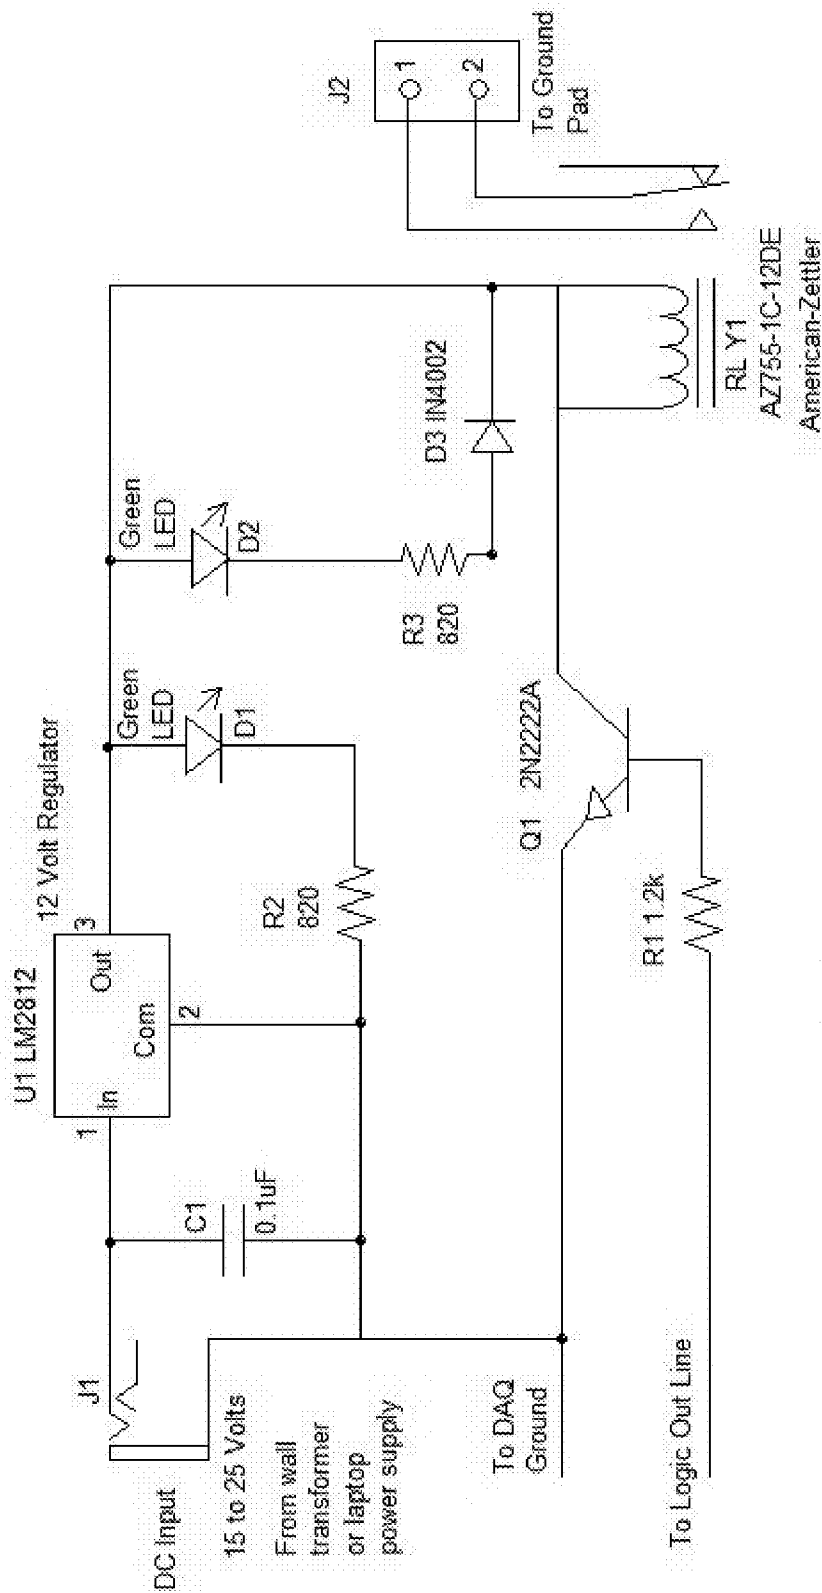 U1 LM2812
12 Volt Regulator
1
In
Out
3
Com
2
J1
C1
0.1uF
R2
820
Green
LED
D1
Green
LED
D2
R3
820
D3 IN4002
J2
1
2
To Ground
Pad
DC Input
15 to 25 Volts
From wall
transformer
or laptop
power supply
To DAQ
Ground
Q1 2N2222A
R1 1.2k
To Logic Out Line
RLY1
AZ755-1C-12DE
American-Zettler